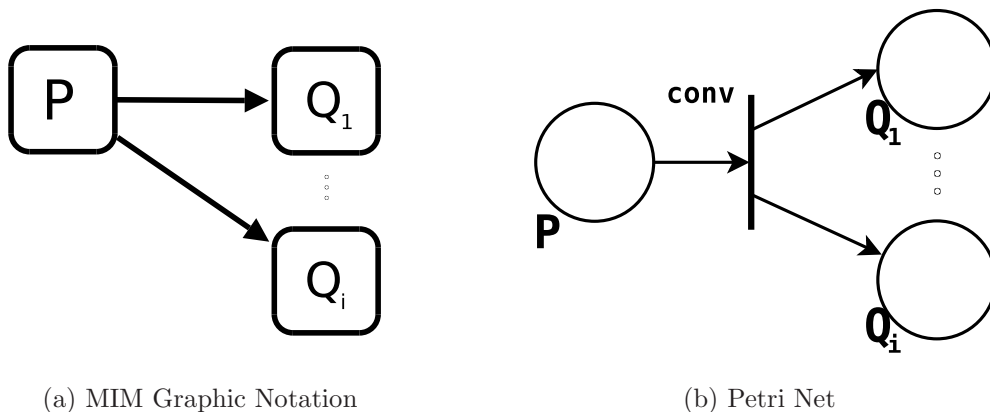 P
Q1
Qi
(a) MIM Graphic Notation
conv
P
Q1
Qi
(b) Petri Net